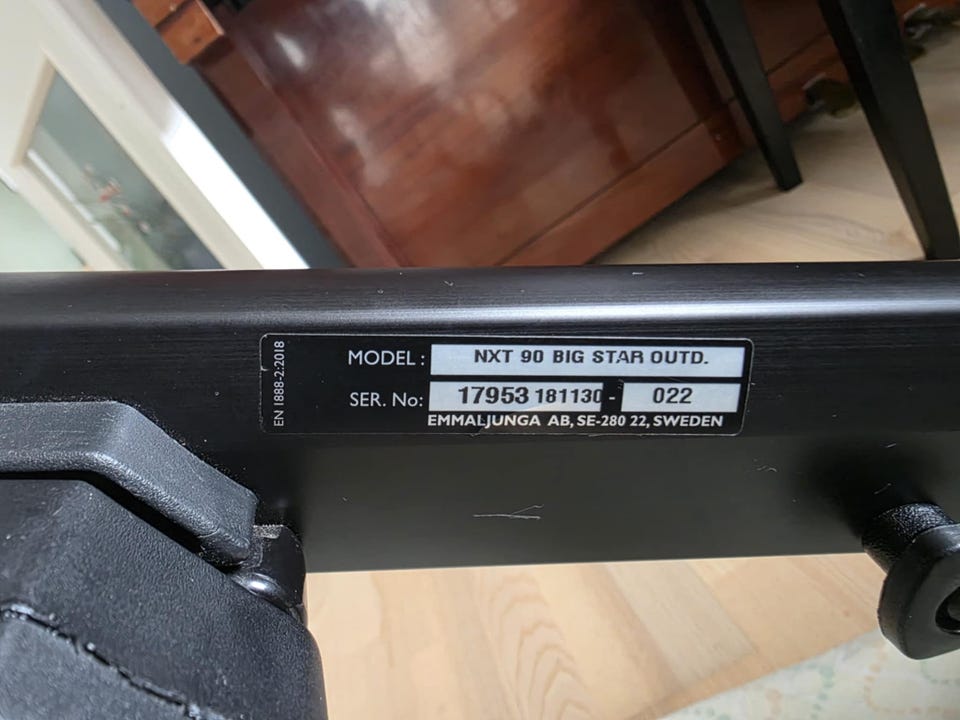 EN 1888-2:2018
MODEL : NXT 90 BIG STAR OUTD.
SER. No: 17953 181130 - 022
EMMALJUNGA AB, SE-280 22, SWEDEN